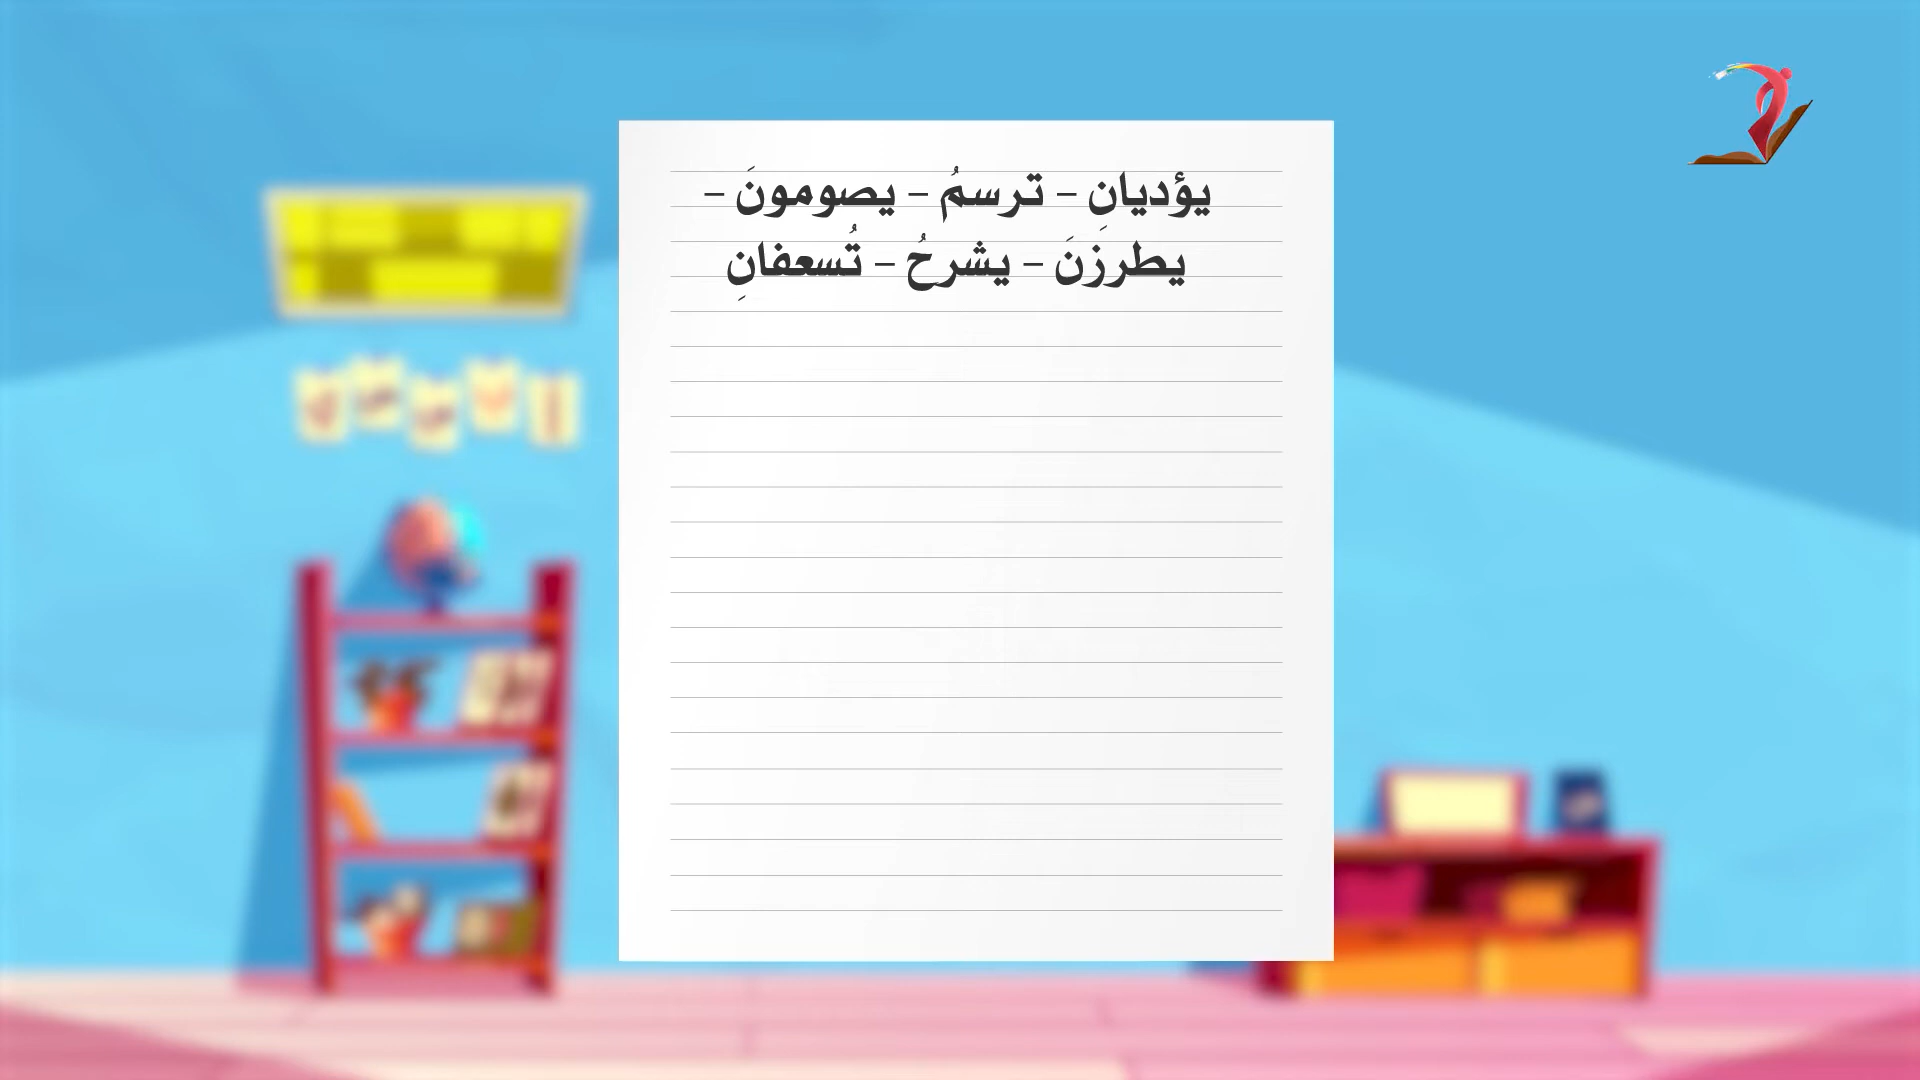 يؤديانِ – ترسمُ – يصومونَ –
يطرزنَ – يشرحُ – تُسعفانِ